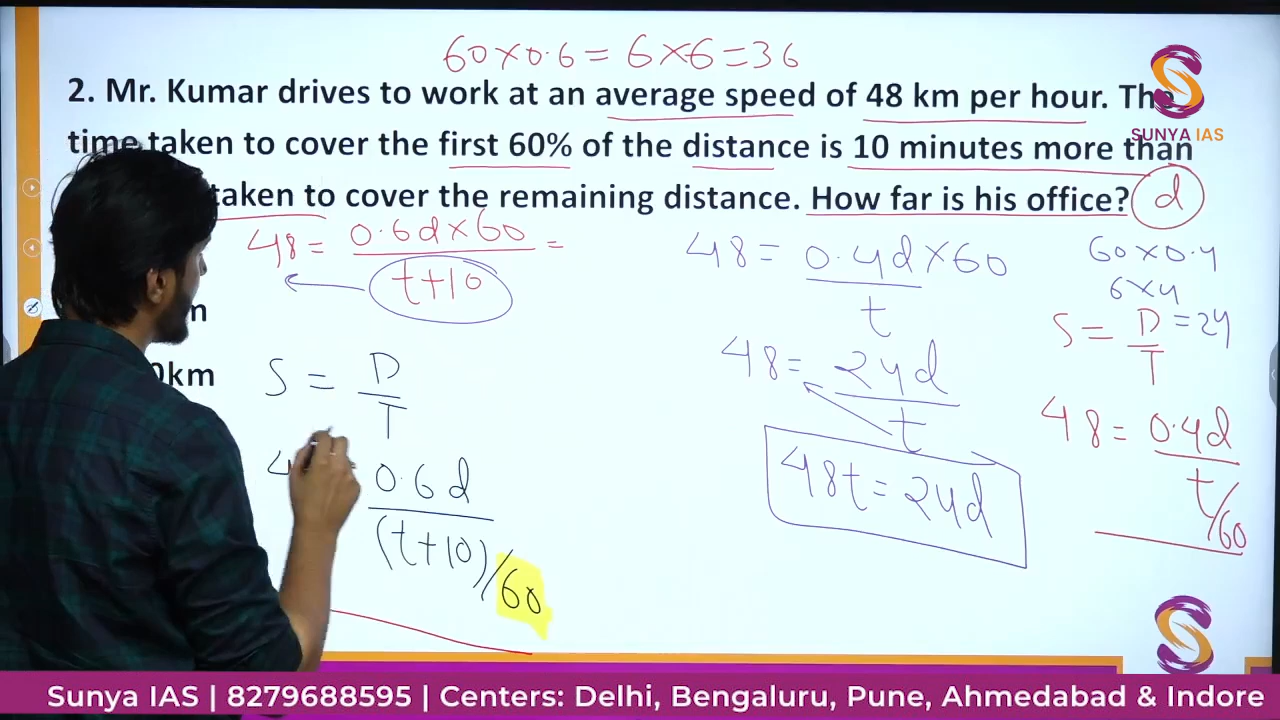 60×0.6 = 6×6=36
2. Mr. Kumar drives to work at an average speed of 48 km per hour. The
time taken to cover the first 60% of the distance is 10 minutes more than
taken to cover the remaining distance. How far is his office? d
SUNYA IAS
48 = 0.6d×60 =
t+10
48 = 0.4d×60
t
60×0.4
6×4
S = D = 24
T
S = D
T
48 = 24d
t
48 = 0.4d
t/60
48t = 24d
0.6d
(t+10)/60
Sunya IAS | 8279688595 | Centers: Delhi, Bengaluru, Pune, Ahmedabad & Indore